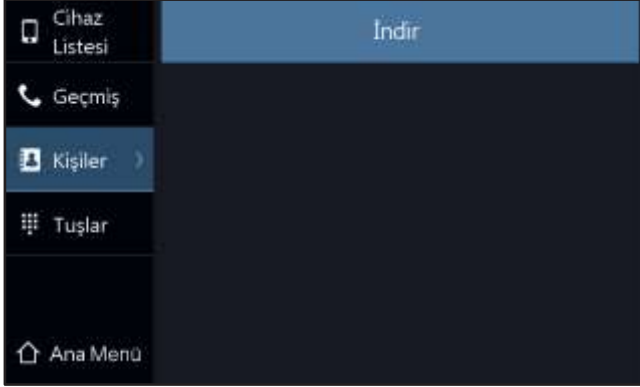 Cihaz
Listesi
İndir
Geçmiş
Kişiler
Tuşlar
Ana Menü